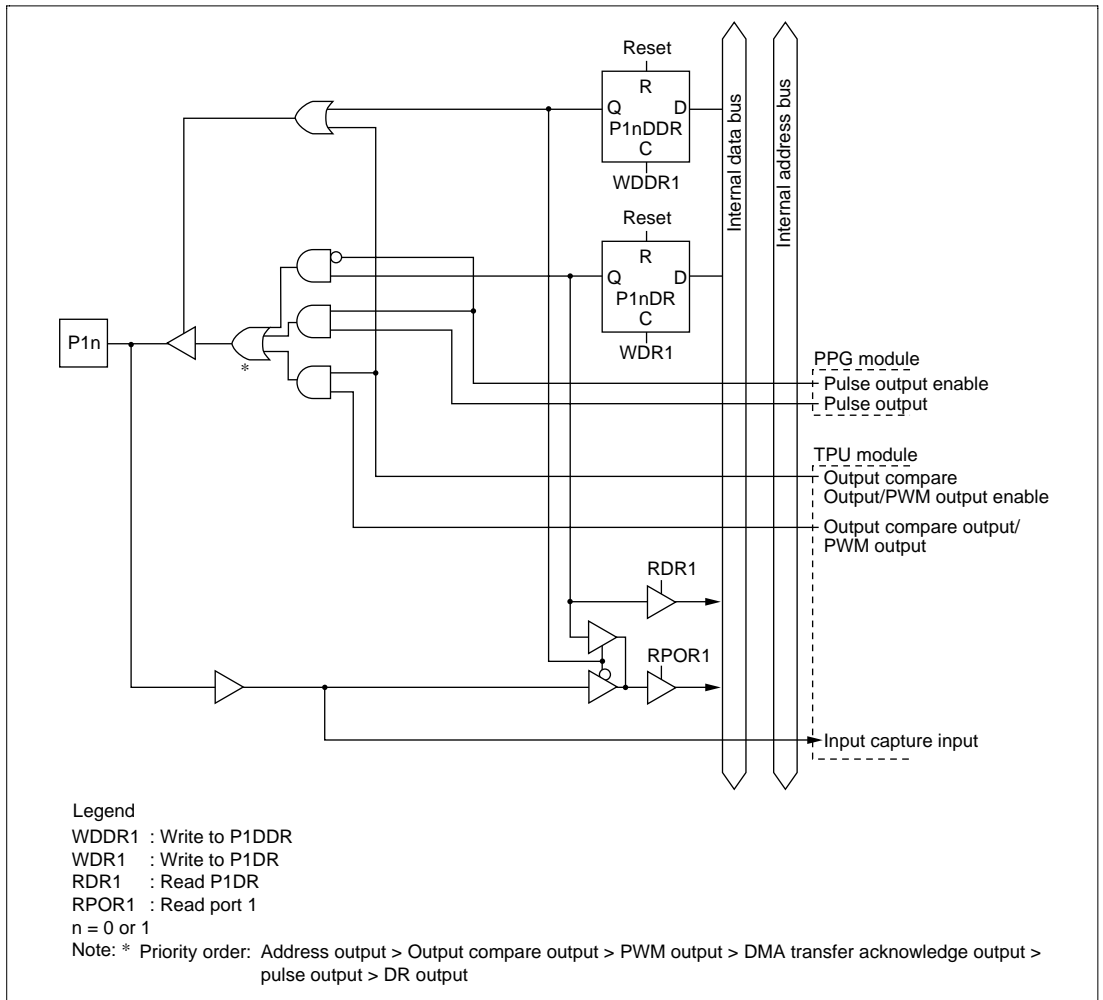 Reset
R
Q D
P1nDDR
C
WDDR1
Internal data bus
Internal address bus
Reset
R
Q D
P1nDR
C
WDR1
P1n
*
PPG module
Pulse output enable
Pulse output
TPU module
Output compare
Output/PWM output enable
Output compare output/
PWM output
RDR1
RPOR1
Input capture input
Legend
WDDR1 : Write to P1DDR
WDR1 : Write to P1DR
RDR1 : Read P1DR
RPOR1 : Read port 1
n = 0 or 1
Note: * Priority order: Address output > Output compare output > PWM output > DMA transfer acknowledge output >
pulse output > DR output